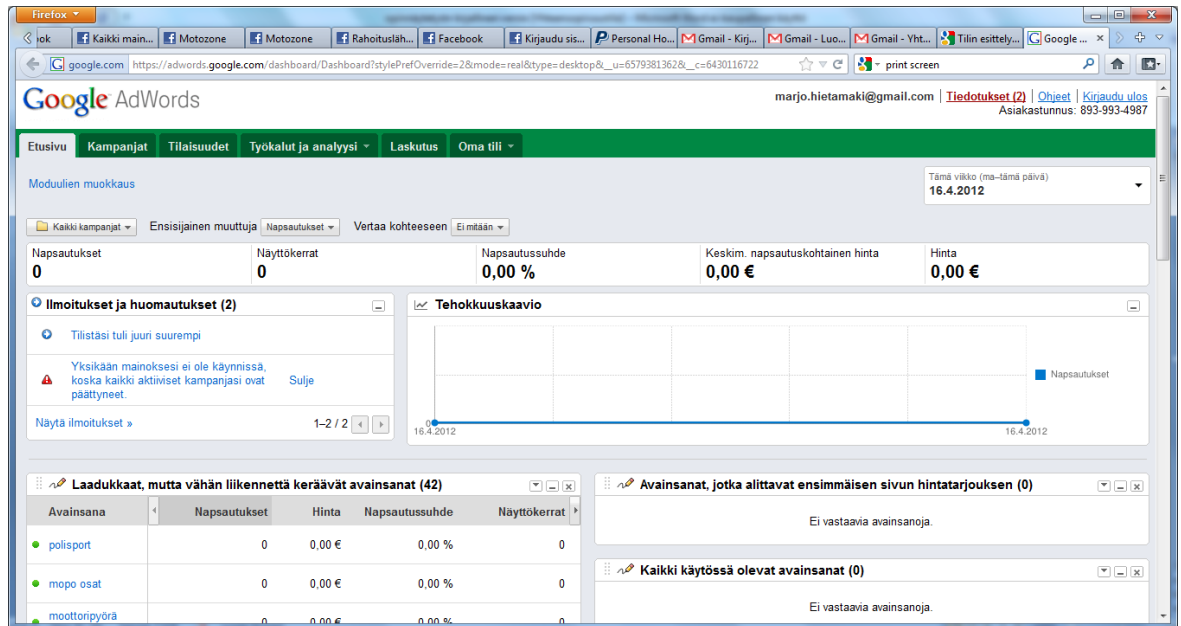 Firefox
ok
Kaikki main...
Motozone
Motozone
Rahoitusläh...
Facebook
Kirjaudu sis...
Personal Ho...
Gmail - Kirj...
Gmail - Luo...
Gmail - Yht...
Tilin esittely...
Google ...
google.com https://adwords.google.com/dashboard/Dashboard?stylePrefOverride=2&mode=real&type=desktop&__u=6579381362&__c=6430116722
print screen
Google AdWords
marjo.hietamaki@gmail.com | Tiedotukset (2) | Ohjeet | Kirjaudu ulos
Asiakastunnus: 893-993-4987
Etusivu Kampanjat Tilaisuudet Työkalut ja analyysi Laskutus Oma tili
Moduulien muokkaus
Tämä viikko (ma–tämä päivä)
16.4.2012
Kaikki kampanjat Ensisijainen muuttuja Napsautukset Vertaa kohteeseen Ei mitään
Napsautukset Näyttökerrat Napsautussuhde Keskim. napsautuskohtainen hinta Hinta
0 0 0,00 % 0,00 € 0,00 €
Ilmoitukset ja huomautukset (2)
Tilistäsi tuli juuri suurempi
Yksikään mainoksesi ei ole käynnissä,
koska kaikki aktiiviset kampanjasi ovat
päättyneet.
Sulje
Näytä ilmoitukset »
1–2 / 2
Tehokkuuskaavio
Napsautukset
0
16.4.2012 16.4.2012
Laadukkaat, mutta vähän liikennettä keräävät avainsanat (42)
Avainsana Napsautukset Hinta Napsautussuhde Näyttökerrat
polisport 0 0,00 € 0,00 % 0
mopo osat 0 0,00 € 0,00 % 0
moottoripyörä 0 0,00 € 0,00 % 0
Avainsanat, jotka alittavat ensimmäisen sivun hintatarjouksen (0)
Ei vastaavia avainsanoja.
Kaikki käytössä olevat avainsanat (0)
Ei vastaavia avainsanoja.